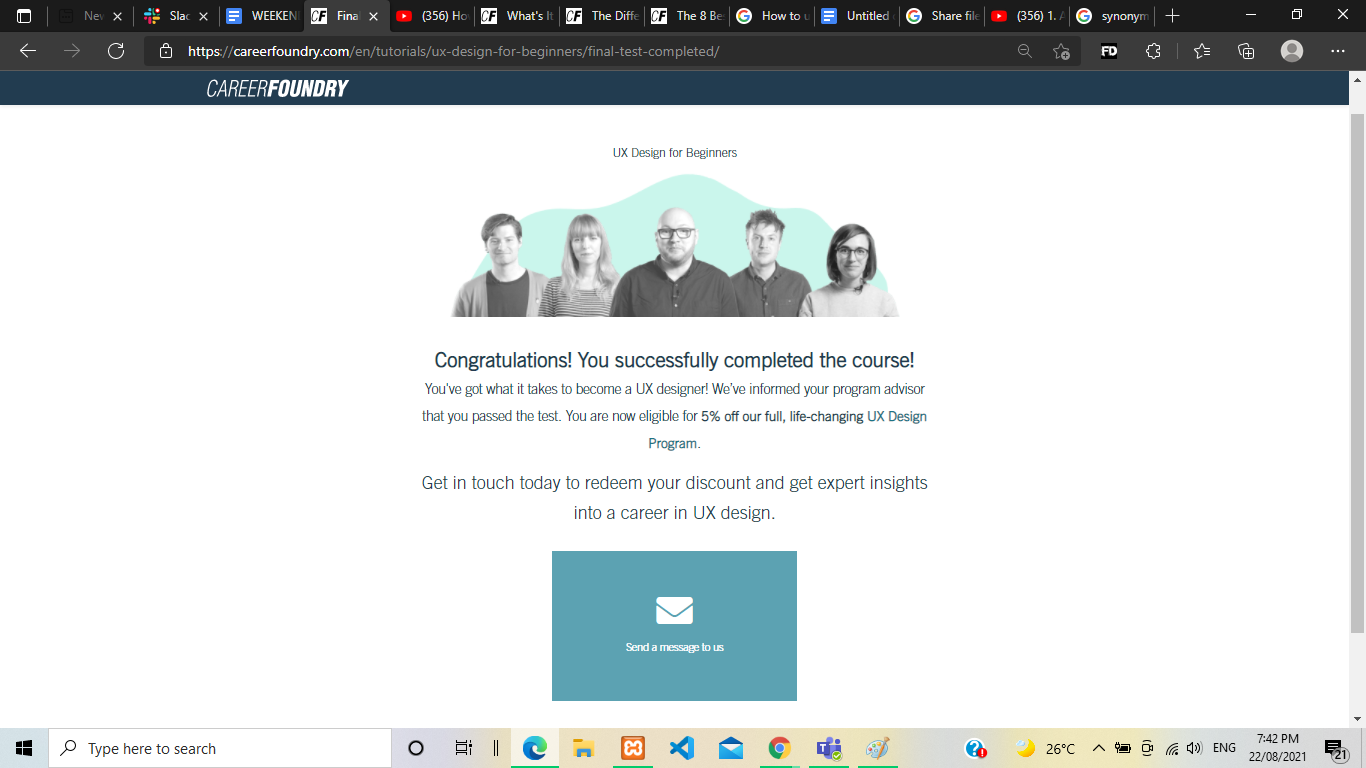 New
Slac
WEEKEN
Final
(356) Ho
What's It
The Diffe
The 8 Be
How to u
Untitled
Share file
(356) 1. A
synonym
https://careerfoundry.com/en/tutorials/ux-design-for-beginners/final-test-completed/
FD
CAREERFOUNDRY
UX Design for Beginners
Congratulations! You successfully completed the course!
You've got what it takes to become a UX designer! We've informed your program advisor
that you passed the test. You are now eligible for 5% off our full, life-changing UX Design
Program.
Get in touch today to redeem your discount and get expert insights
into a career in UX design.
Send a message to us
Type here to search
26°C
ENG
7:42 PM
22/08/2021
21